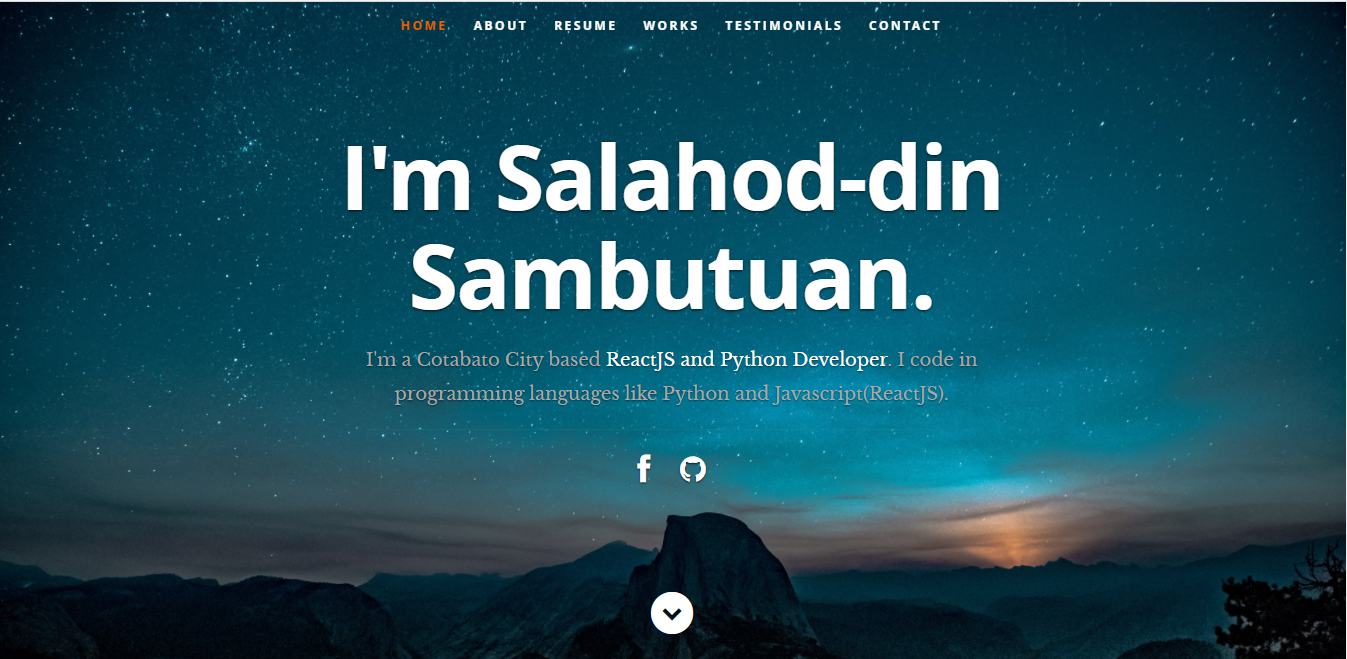 HOME ABOUT RESUME WORKS TESTIMONIALS CONTACT
I'm Salahod-din
Sambutuan.
I'm a Cotabato City based ReactJS and Python Developer. I code in
programming languages like Python and Javascript(ReactJS).